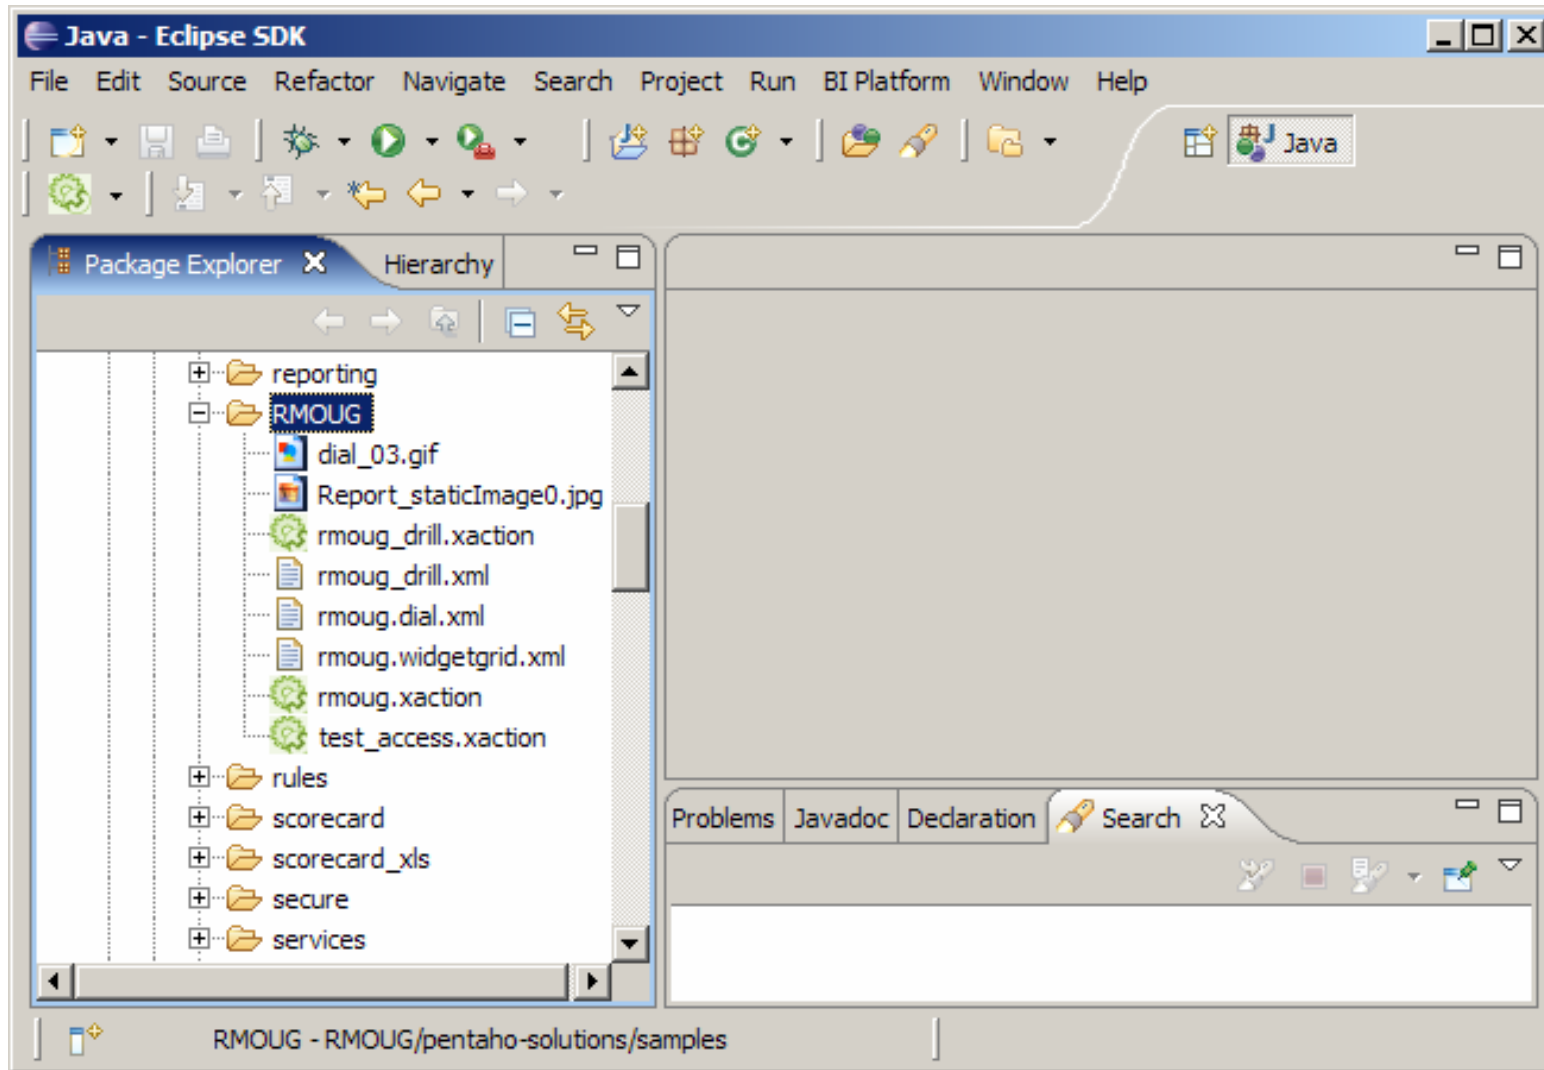 Java - Eclipse SDK
File Edit Source Refactor Navigate Search Project Run BI Platform Window Help
Java
Package Explorer Hierarchy
reporting
RMOUG
dial_03.gif
Report_staticImage0.jpg
rmoug_drill.xaction
rmoug_drill.xml
rmoug.dial.xml
rmoug.widgetgrid.xml
rmoug.xaction
test_access.xaction
rules
scorecard
scorecard_xls
secure
services
Problems Javadoc Declaration Search
RMOUG - RMOUG/pentaho-solutions/samples